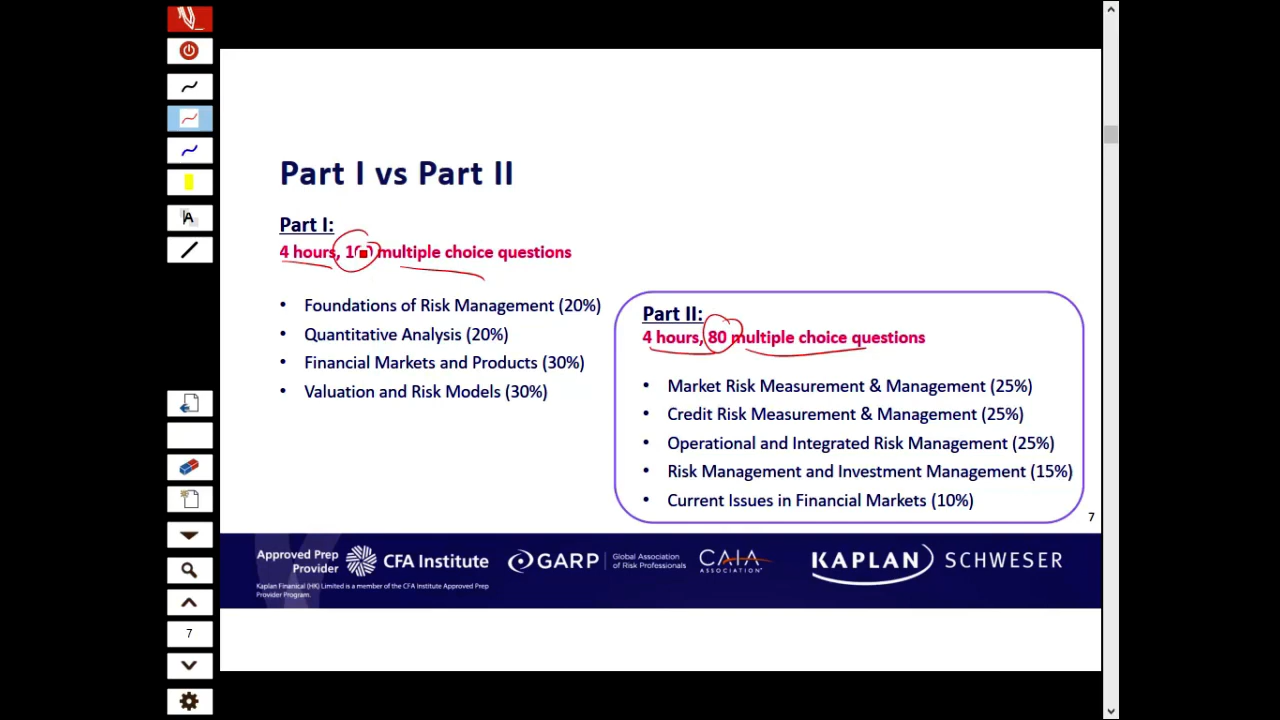 Part I vs Part II
Part I:
4 hours, multiple choice questions
• Foundations of Risk Management (20%)
• Quantitative Analysis (20%)
• Financial Markets and Products (30%)
• Valuation and Risk Models (30%)
Part II:
4 hours, 80 multiple choice questions
• Market Risk Measurement & Management (25%)
• Credit Risk Measurement & Management (25%)
• Operational and Integrated Risk Management (25%)
• Risk Management and Investment Management (15%)
• Current Issues in Financial Markets (10%)
7
Approved Prep
Provider
CFA Institute
Kaplan Finanical (HK) Limited is a member of the CFA Institute Approved Prep
Provider Program.
GARP
Global Association
of Risk Professionals
CAIA
ASSOCIATION
KAPLAN SCHWESER
A
7